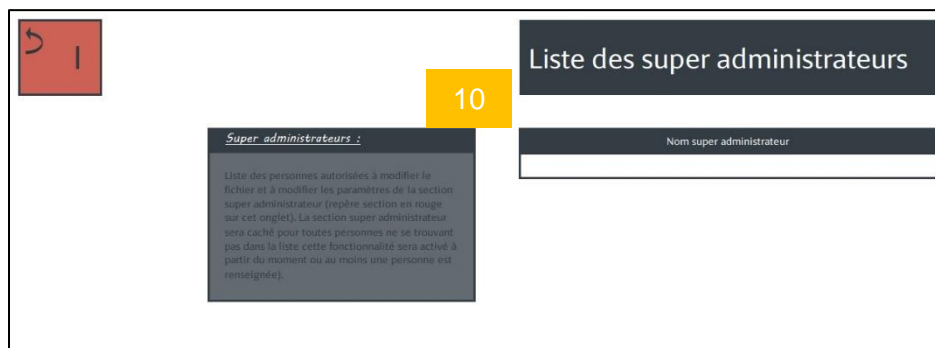 I
Liste des super administrateurs
10
Super administrateurs :
Nom super administrateur
Liste des personnes autorisées à modifier le
fichier et à modifier les paramètres de la section
super administrateur (repère section en rouge
sur cet onglet). La section super administrateur
sera caché pour toutes personnes ne se trouvant
pas dans la liste cette fonctionnalité sera activé à
partir du moment ou au moins une personne est
renseignée).